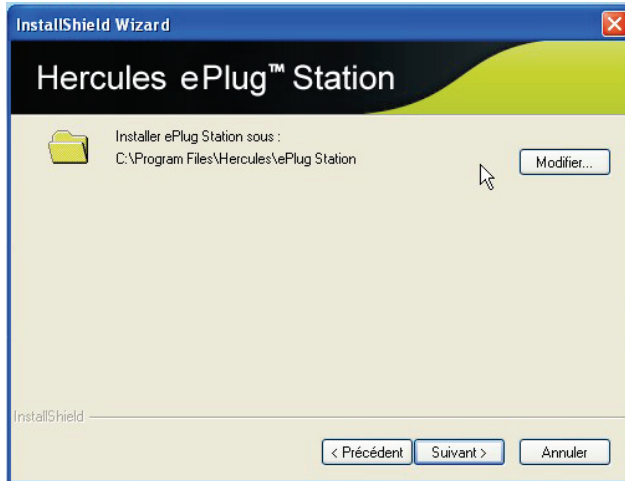 InstallShield Wizard
Hercules ePlug™ Station
Installer ePlug Station sous :
C:\Program Files\Hercules\ePlug Station
Modifier...
InstallShield
< Précédent
Suivant >
Annuler